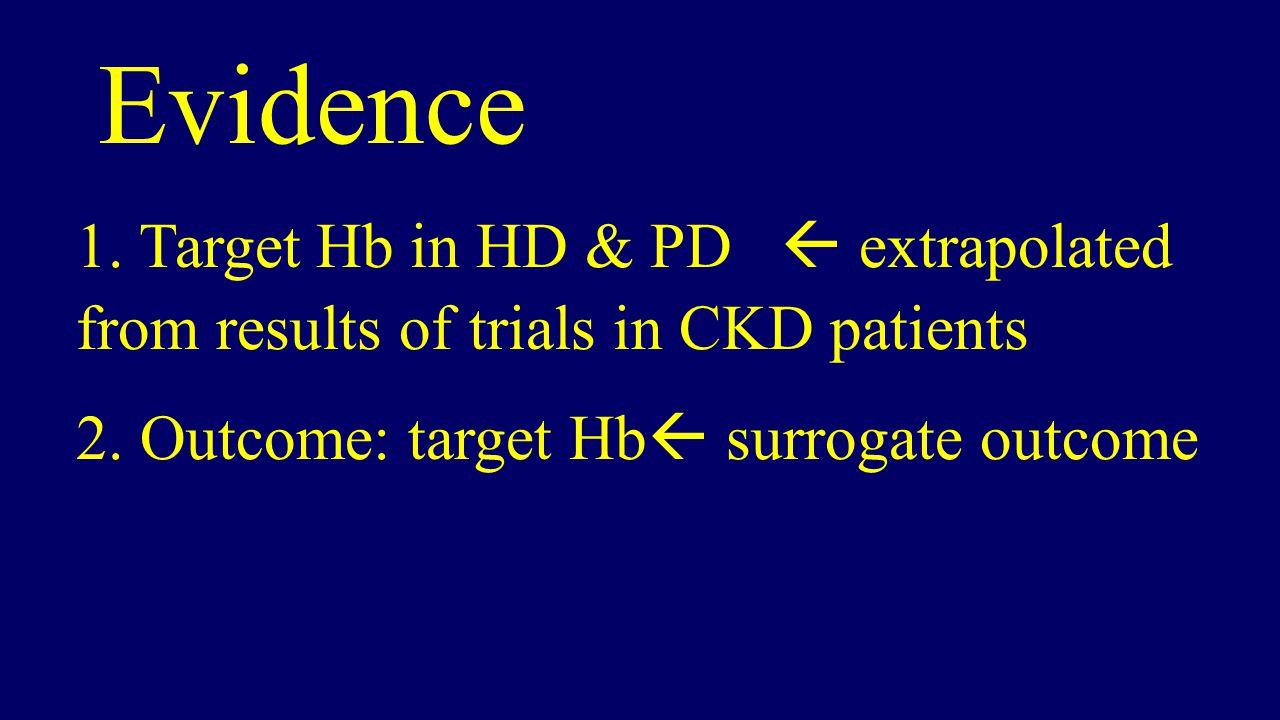 Evidence
1. Target Hb in HD & PD ← extrapolated
from results of trials in CKD patients
2. Outcome: target Hb← surrogate outcome